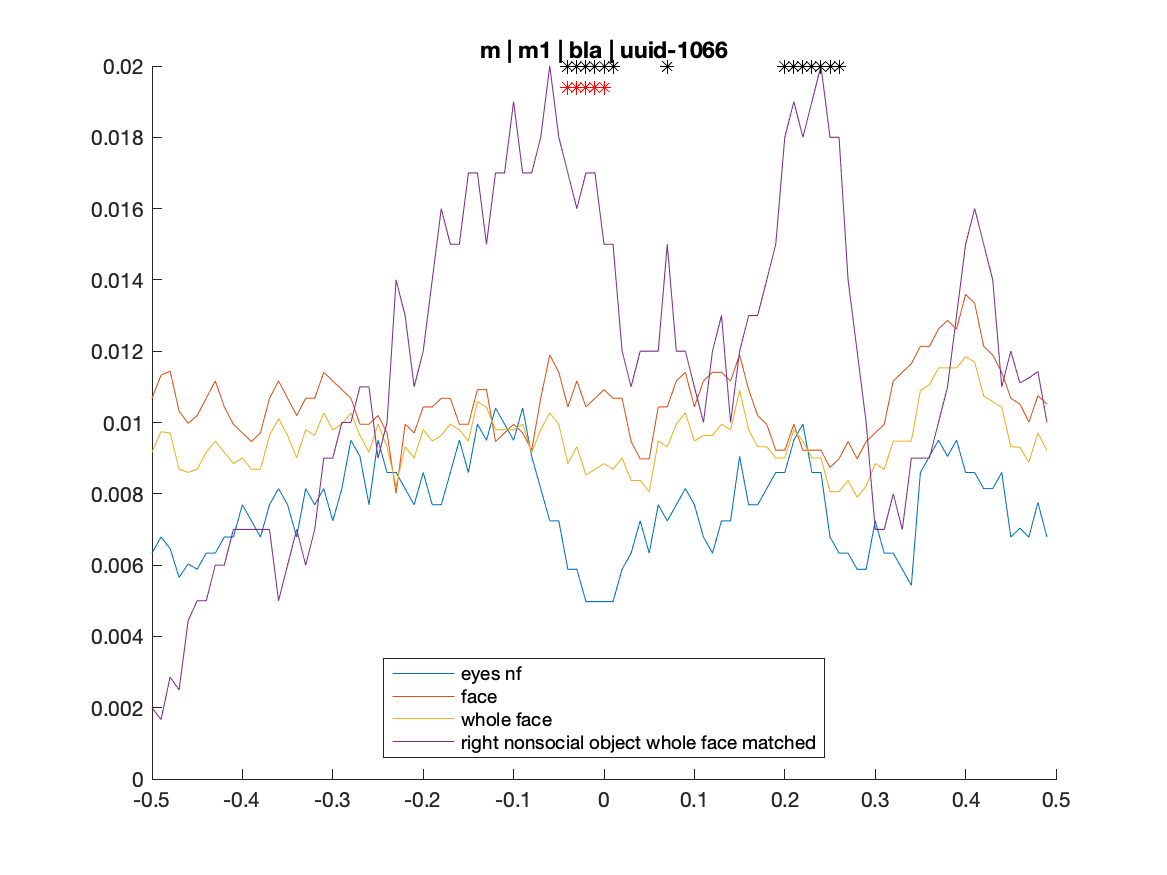 m | m1 | bla | uuid-1066
0.02
0.018
0.016
0.014
0.012
0.01
0.008
0.006
0.004
0.002
0
eyes nf
face
whole face
right nonsocial object whole face matched
-0.5 -0.4 -0.3 -0.2 -0.1 0 0.1 0.2 0.3 0.4 0.5